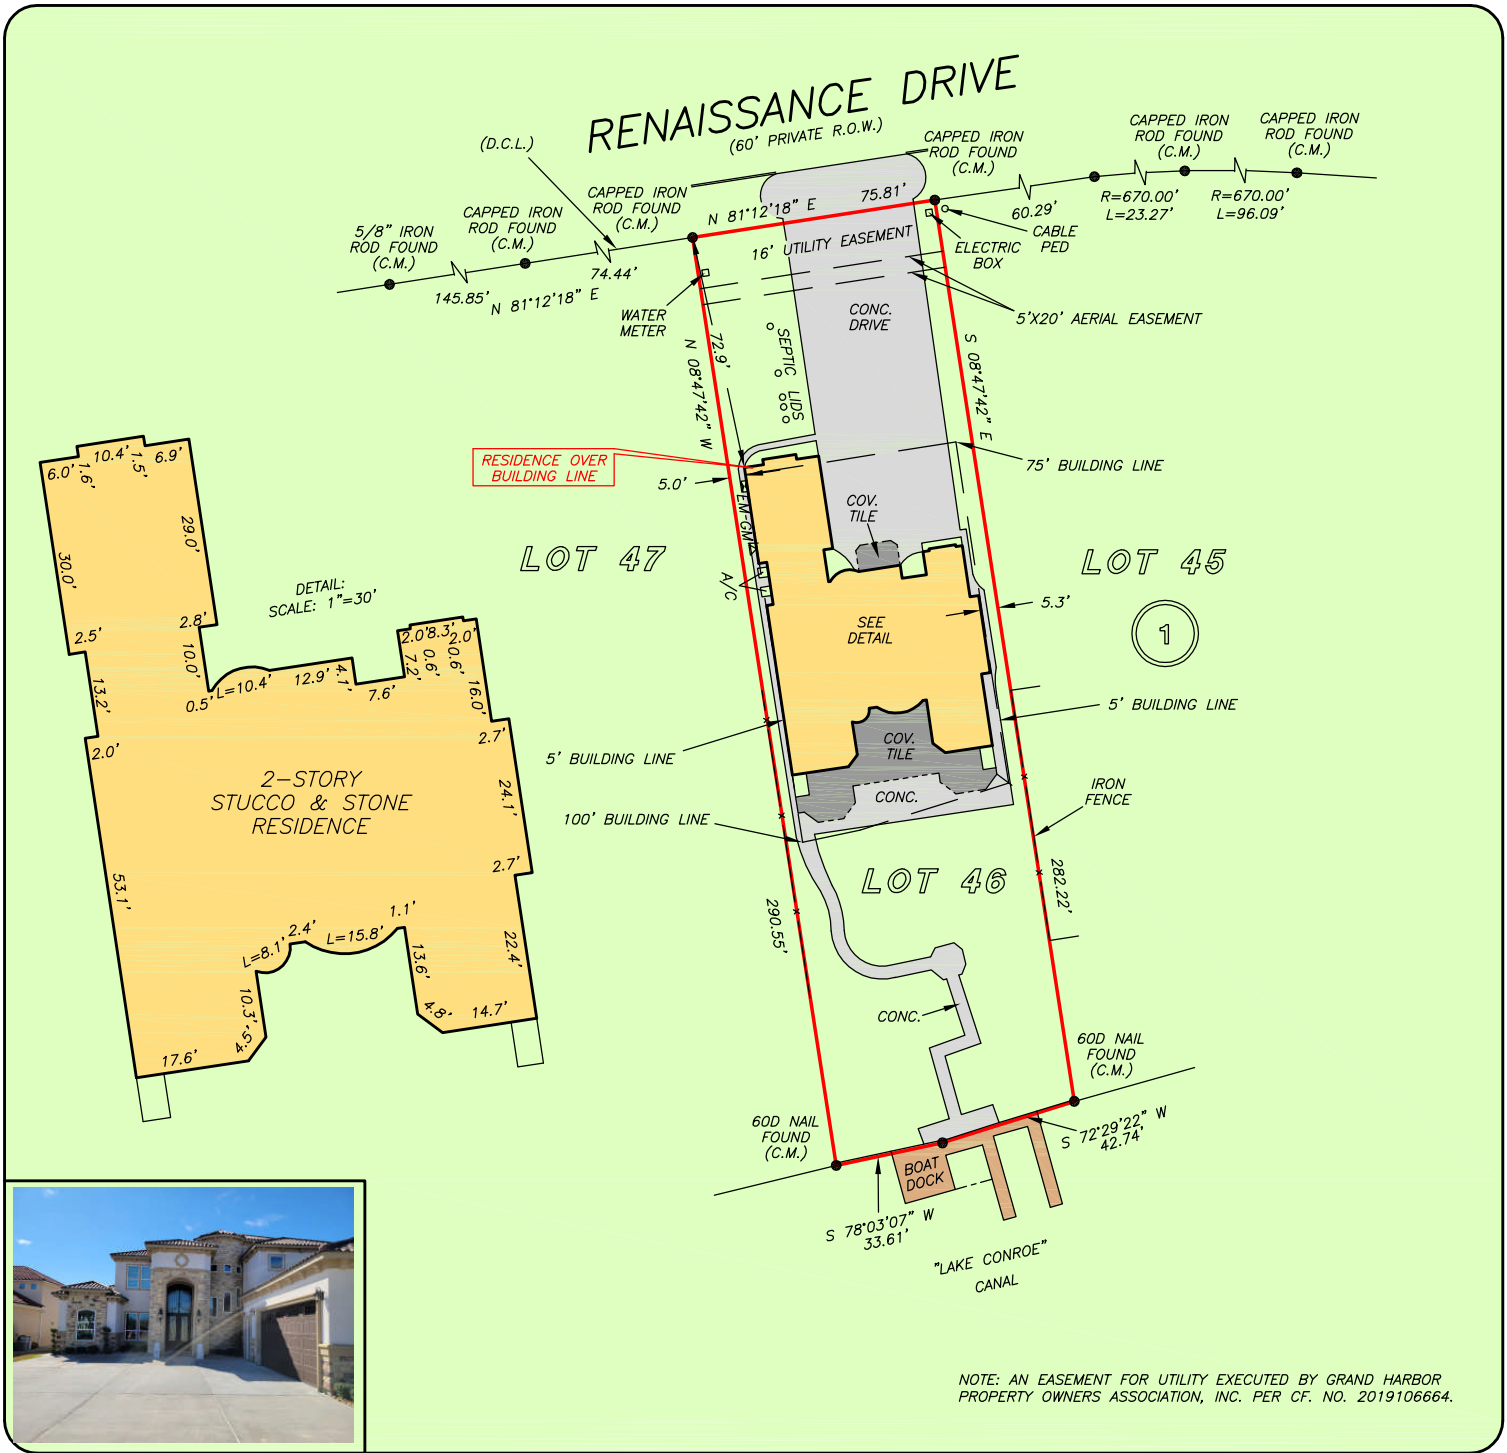 RENAISSANCE DRIVE
(60' PRIVATE R.O.W.)
(D.C.L.)
CAPPED IRON
ROD FOUND
(C.M.)
CAPPED IRON
ROD FOUND
(C.M.)
CAPPED IRON
ROD FOUND
(C.M.)
CAPPED IRON
ROD FOUND
(C.M.)
CAPPED IRON
ROD FOUND
(C.M.)
5/8" IRON
ROD FOUND
(C.M.)
N 81°12'18" E
75.81'
60.29'
R=670.00'
L=23.27'
R=670.00'
L=96.09'
CABLE
PED
ELECTRIC
BOX
16' UTILITY EASEMENT
74.44'
145.85'
N 81°12'18" E
WATER
METER
CONC.
DRIVE
5'X20' AERIAL EASEMENT
72.9'
SEPTIC LIDS
N 08°47'42" W
S 08°47'42" E
RESIDENCE OVER
BUILDING LINE
75' BUILDING LINE
5.0'
EM-GM
A/C
COV.
TILE
LOT 47
LOT 45
1
5.3'
SEE
DETAIL
5' BUILDING LINE
5' BUILDING LINE
COV.
TILE
CONC.
100' BUILDING LINE
IRON
FENCE
LOT 46
290.55'
282.22'
CONC.
60D NAIL
FOUND
(C.M.)
60D NAIL
FOUND
(C.M.)
S 72°29'22" W
42.74'
BOAT
DOCK
S 78°03'07" W
33.61'
"LAKE CONROE"
CANAL
DETAIL:
SCALE: 1"=30'
6.0'
1.6'
10.4'
1.5'
6.9'
29.0'
30.0'
2.5'
2.8'
10.0'
13.2'
0.5'
L=10.4'
12.9'
4.1'
7.6'
7.2'
2.0'
0.6'
8.3'
0.6'
2.0'
16.0'
2.0'
2.7'
2-STORY
STUCCO & STONE
RESIDENCE
24.1'
53.1'
2.7'
22.4'
1.1'
2.4'
L=15.8'
L=8.1'
13.6'
10.3'
4.5'
4.8'
14.7'
17.6'
NOTE: AN EASEMENT FOR UTILITY EXECUTED BY GRAND HARBOR
PROPERTY OWNERS ASSOCIATION, INC. PER CF. NO. 2019106664.